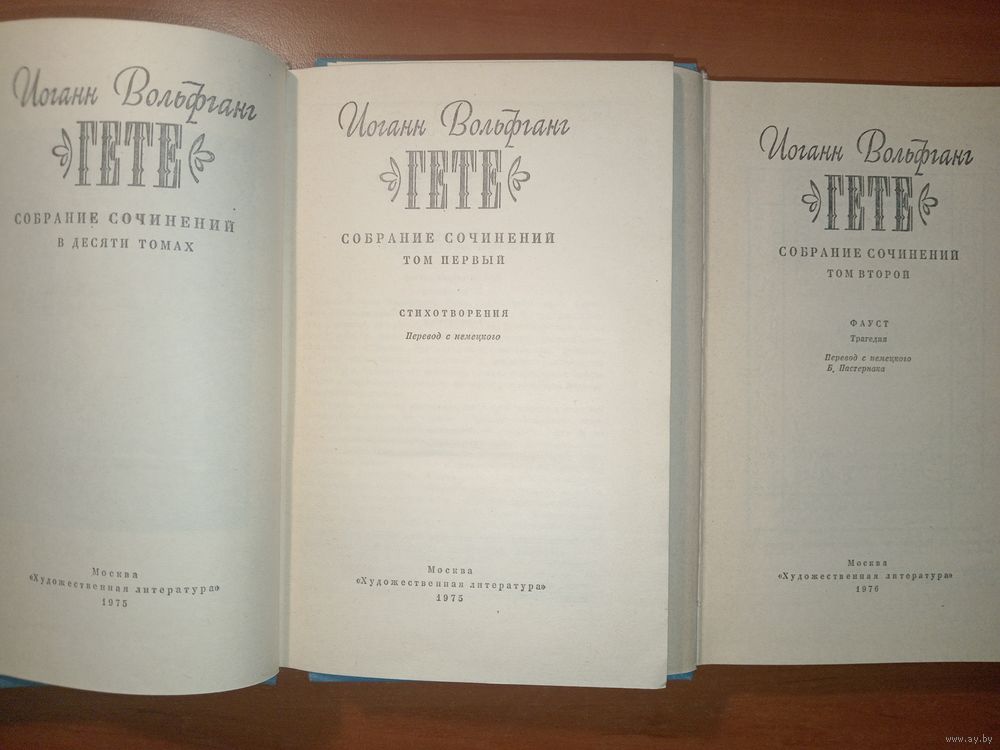 Иоганн Вольфганг
ГЕТЕ
СОБРАНИЕ СОЧИНЕНИЙ
В ДЕСЯТИ ТОМАХ
Москва
«Художественная литература»
1975
Иоганн Вольфганг
ГЕТЕ
СОБРАНИЕ СОЧИНЕНИЙ
ТОМ ПЕРВЫЙ
СТИХОТВОРЕНИЯ
Перевод с немецкого
Москва
«Художественная литература»
1975
Иоганн Вольфганг
ГЕТЕ
СОБРАНИЕ СОЧИНЕНИЙ
ТОМ ВТОРОЙ
ФАУСТ
Трагедия
Перевод с немецкого
Б. Пастернака
Москва
«Художественная литература»
1976
www.ay.by